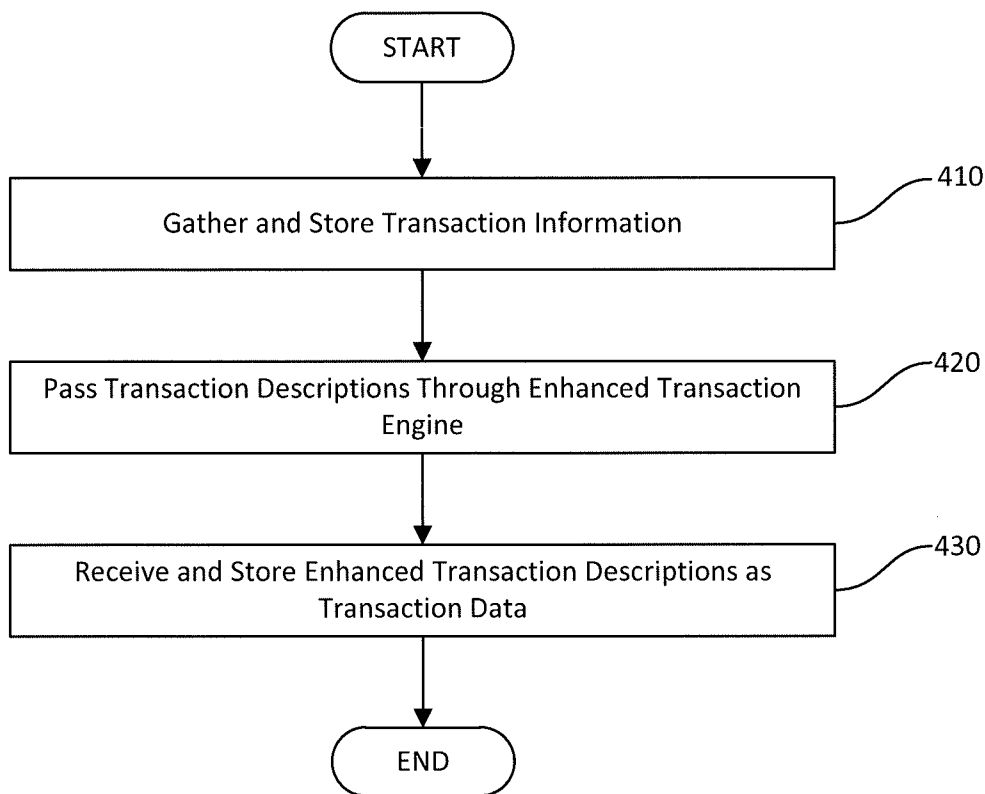 START
410
Gather and Store Transaction Information
420
Pass Transaction Descriptions Through Enhanced Transaction
Engine
430
Receive and Store Enhanced Transaction Descriptions as
Transaction Data
END